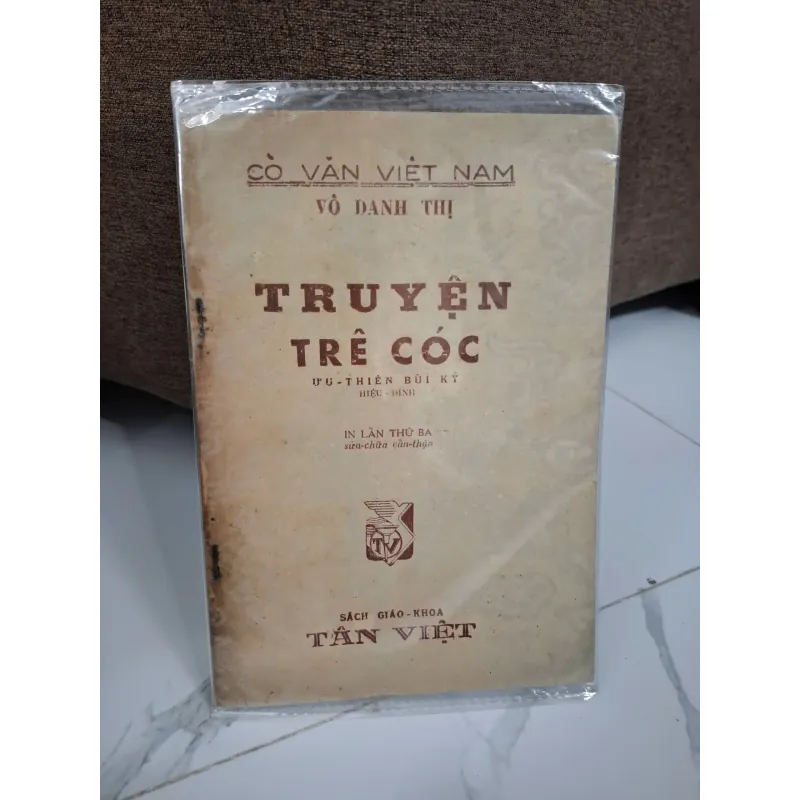 CỔ VĂN VIỆT NAM
VÔ DANH THỊ
TRUYỆN
TRÊ CÓC
ƯU-THIÊN BÙI KỶ
HIỆU-ĐÍNH
IN LẦN THỨ BA
sửa-chữa cẩn-thận
TV
SÁCH GIÁO-KHOA
TÂN VIỆT